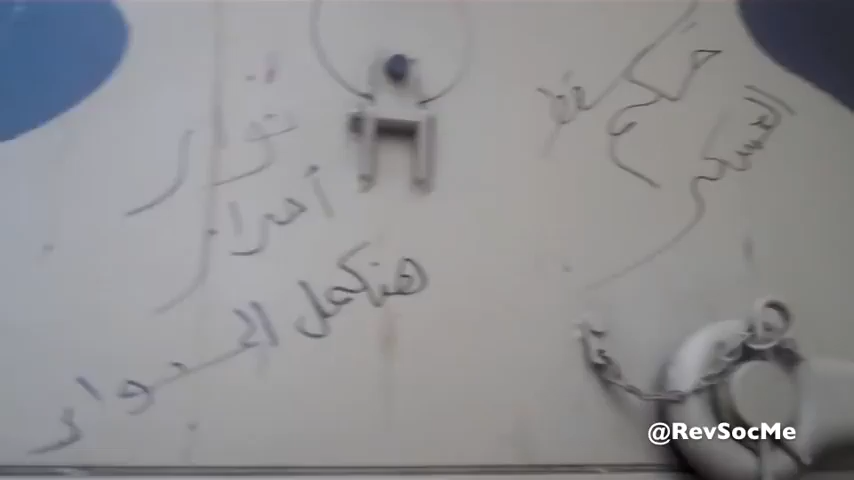 يسقط
حكم
العسكر
ثوار
أحرار
هنكمل المشوار
@RevSocMe